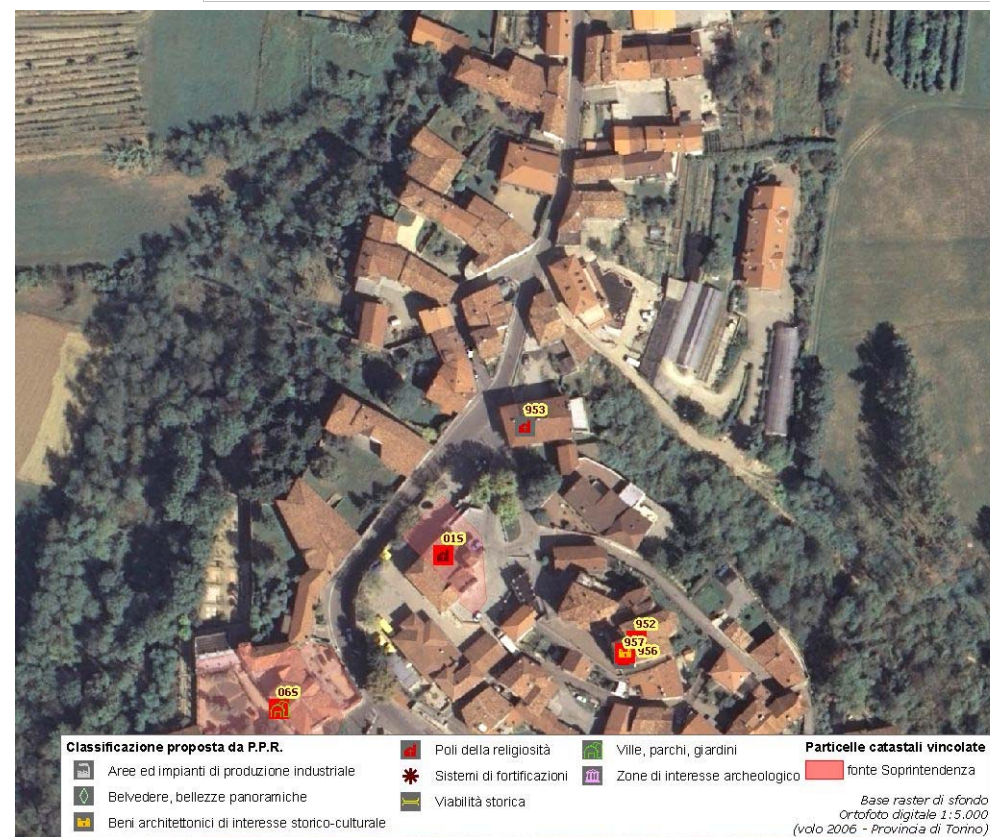 953
01S
952
957
956
06S
Classificazione proposta da P.P.R.
Aree ed impianti di produzione industriale
Belvedere, bellezze panoramiche
Beni architettonici di interesse storico-culturale
Poli della religiosità
Sistemi di fortificazioni
Viabilità storica
Ville, parchi, giardini
Zone di interesse archeologico
Particelle catastali vincolate
fonte Soprintendenza
Base raster di sfondo
Ortofoto digitale 1:5.000
(volo 2006 - Provincia di Torino)